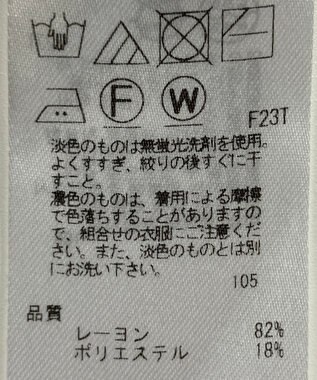 F W
F23T
淡色のものは無蛍光洗剤を使用。
よくすすぎ、絞りの後すぐに干
すこと。
濃色のものは、着用による摩擦
で色落ちすることがありますの
で、組合せの衣服にご注意くだ
さい。また、淡色のものとは別
にお洗い下さい。
105
品質
レーヨン 82%
ポリエステル 18%